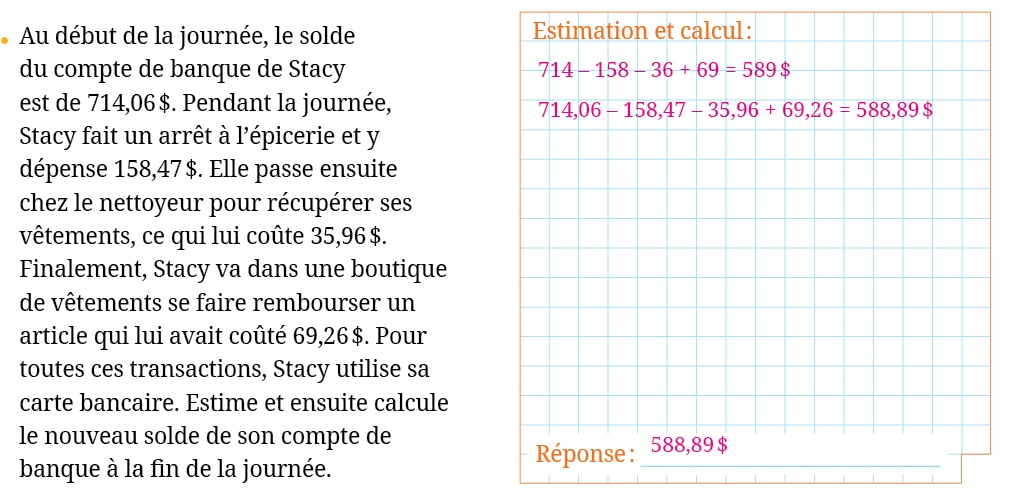 Au début de la journée, le solde
du compte de banque de Stacy
est de 714,06 $. Pendant la journée,
Stacy fait un arrêt à l’épicerie et y
dépense 158,47 $. Elle passe ensuite
chez le nettoyeur pour récupérer ses
vêtements, ce qui lui coûte 35,96 $.
Finalement, Stacy va dans une boutique
de vêtements se faire rembourser un
article qui lui avait coûté 69,26 $. Pour
toutes ces transactions, Stacy utilise sa
carte bancaire. Estime et ensuite calcule
le nouveau solde de son compte de
banque à la fin de la journée.
Estimation et calcul :
714 – 158 – 36 + 69 = 589 $
714,06 – 158,47 – 35,96 + 69,26 = 588,89 $
Réponse : 588,89 $